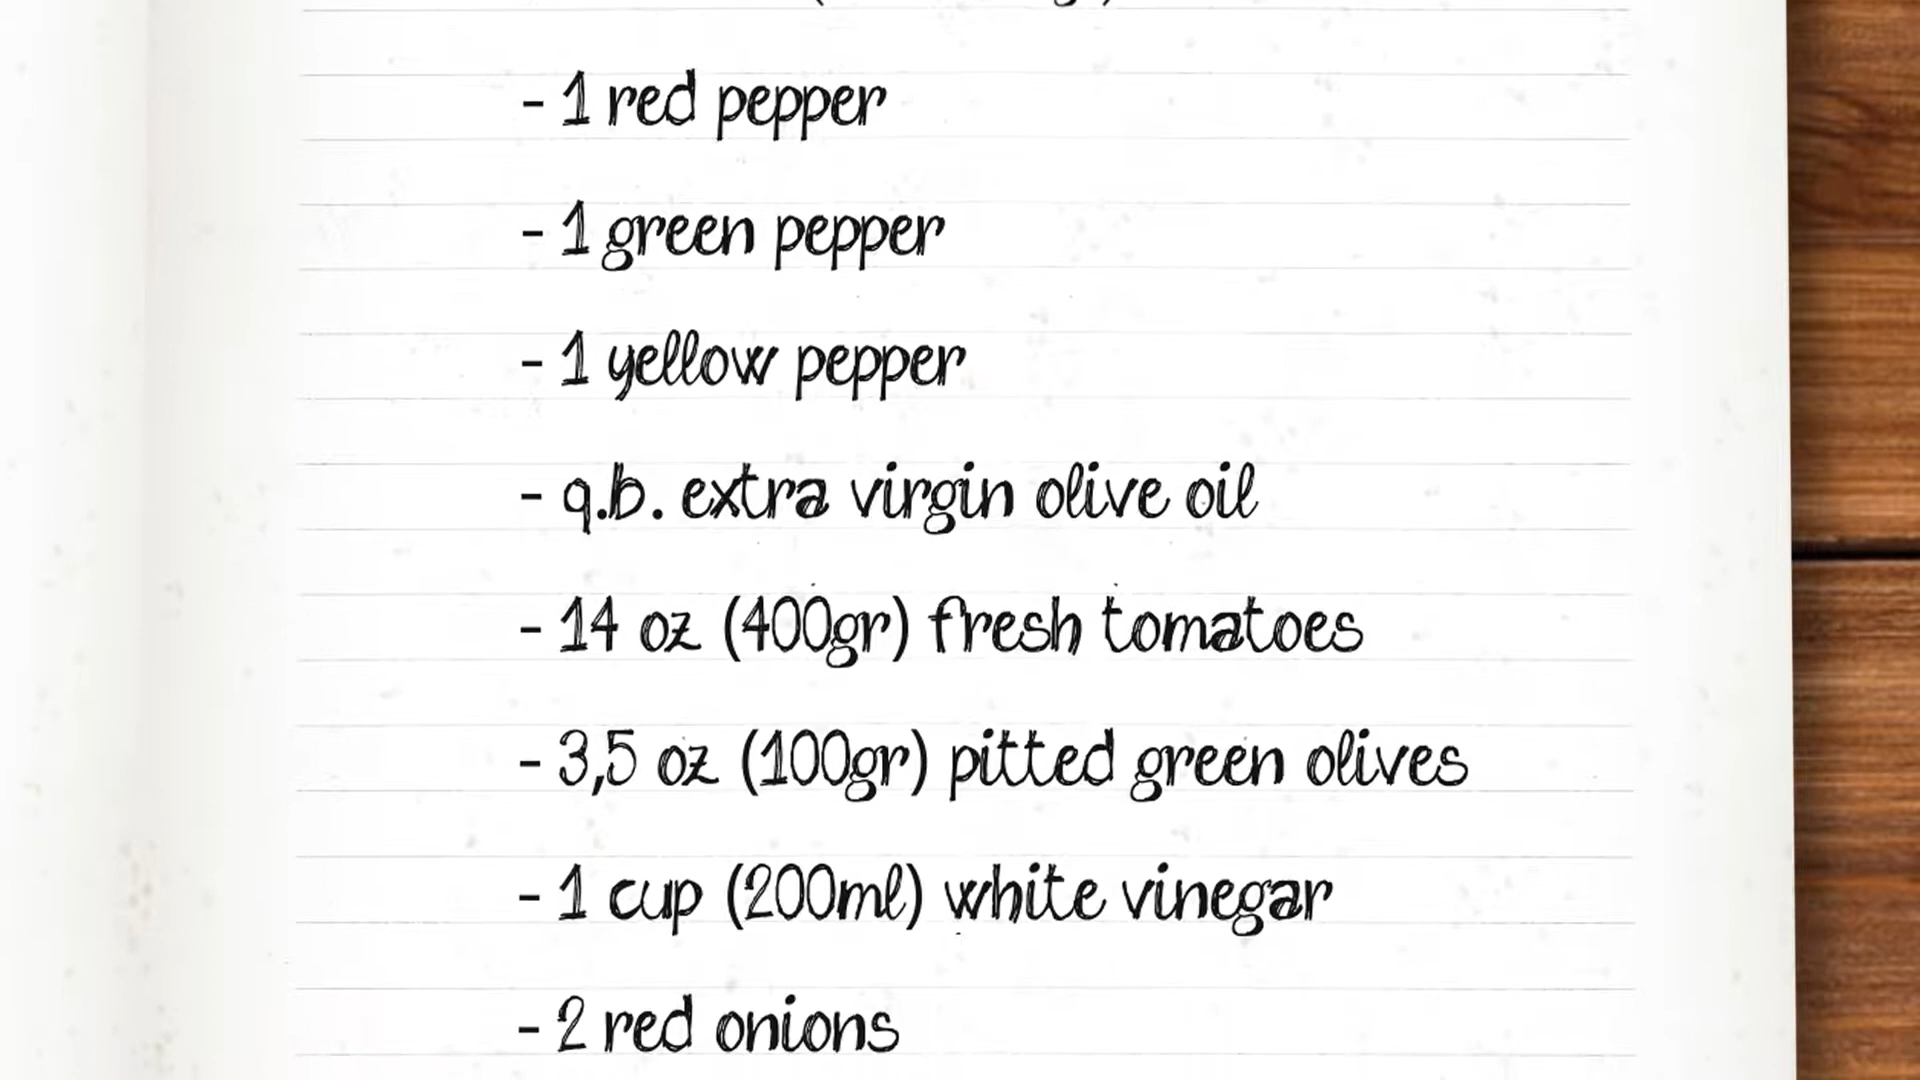 - 1 red pepper
- 1 green pepper
- 1 yellow pepper
- q.b. extra virgin olive oil
- 14 oz (400gr) fresh tomatoes
- 3,5 oz (100gr) pitted green olives
- 1 cup (200ml) white vinegar
- 2 red onions